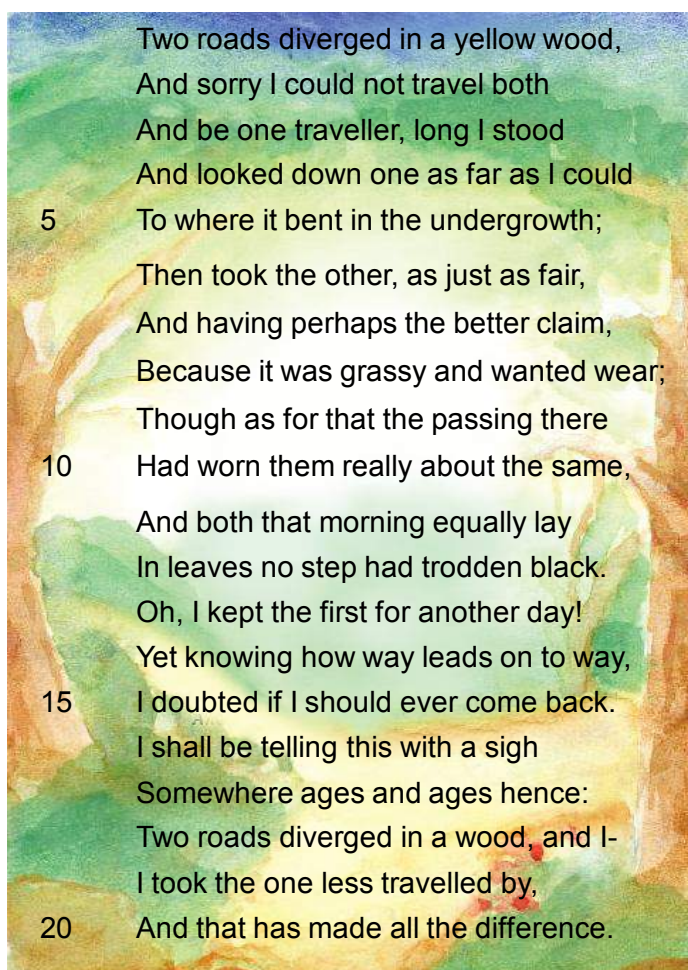 Two roads diverged in a yellow wood,
And sorry I could not travel both
And be one traveller, long I stood
And looked down one as far as I could
5 To where it bent in the undergrowth;
Then took the other, as just as fair,
And having perhaps the better claim,
Because it was grassy and wanted wear;
Though as for that the passing there
10 Had worn them really about the same,
And both that morning equally lay
In leaves no step had trodden black.
Oh, I kept the first for another day!
Yet knowing how way leads on to way,
15 I doubted if I should ever come back.
I shall be telling this with a sigh
Somewhere ages and ages hence:
Two roads diverged in a wood, and I-
I took the one less travelled by,
20 And that has made all the difference.